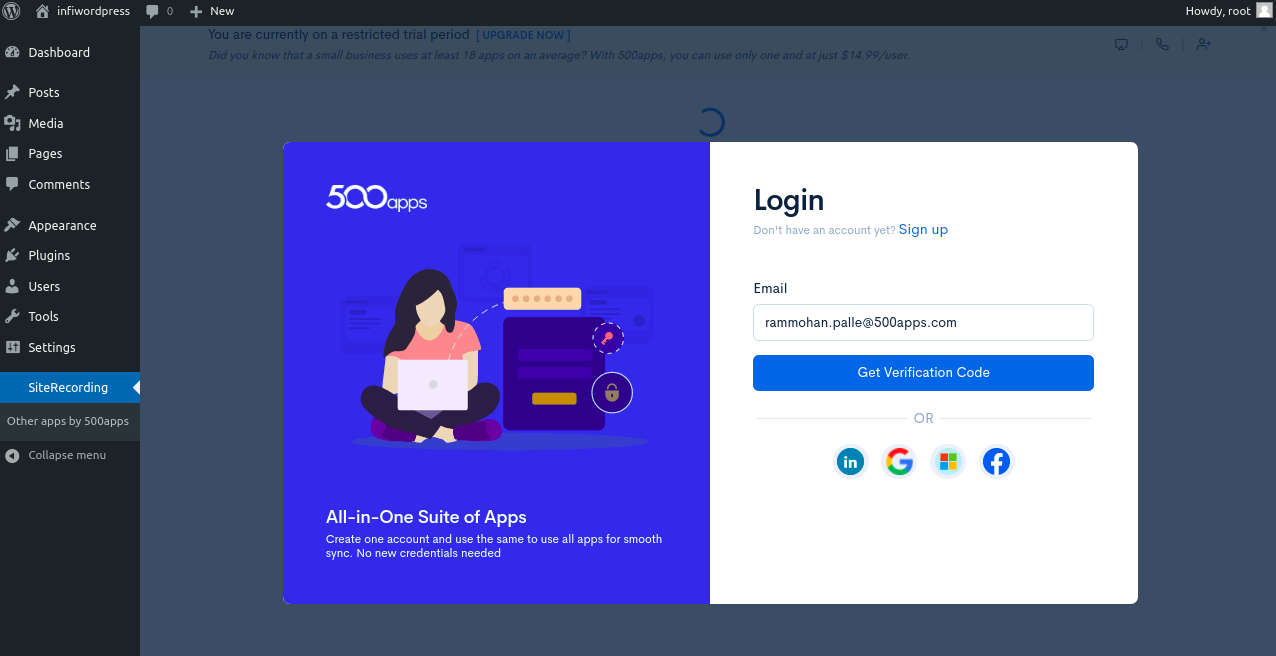 infiwordpress
0
New
Howdy, root
Dashboard
Posts
Media
Pages
Comments
Appearance
Plugins
Users
Tools
Settings
SiteRecording
Other apps by 500apps
Collapse menu
You are currently on a restricted trial period [ UPGRADE NOW ]
Did you know that a small business uses at least 18 apps on an average? With 500apps, you can use only one and at just $14.99/user.
500apps
All-in-One Suite of Apps
Create one account and use the same to use all apps for smooth
sync. No new credentials needed
Login
Don't have an account yet? Sign up
Email
rammohan.palle@500apps.com
Get Verification Code
OR
in